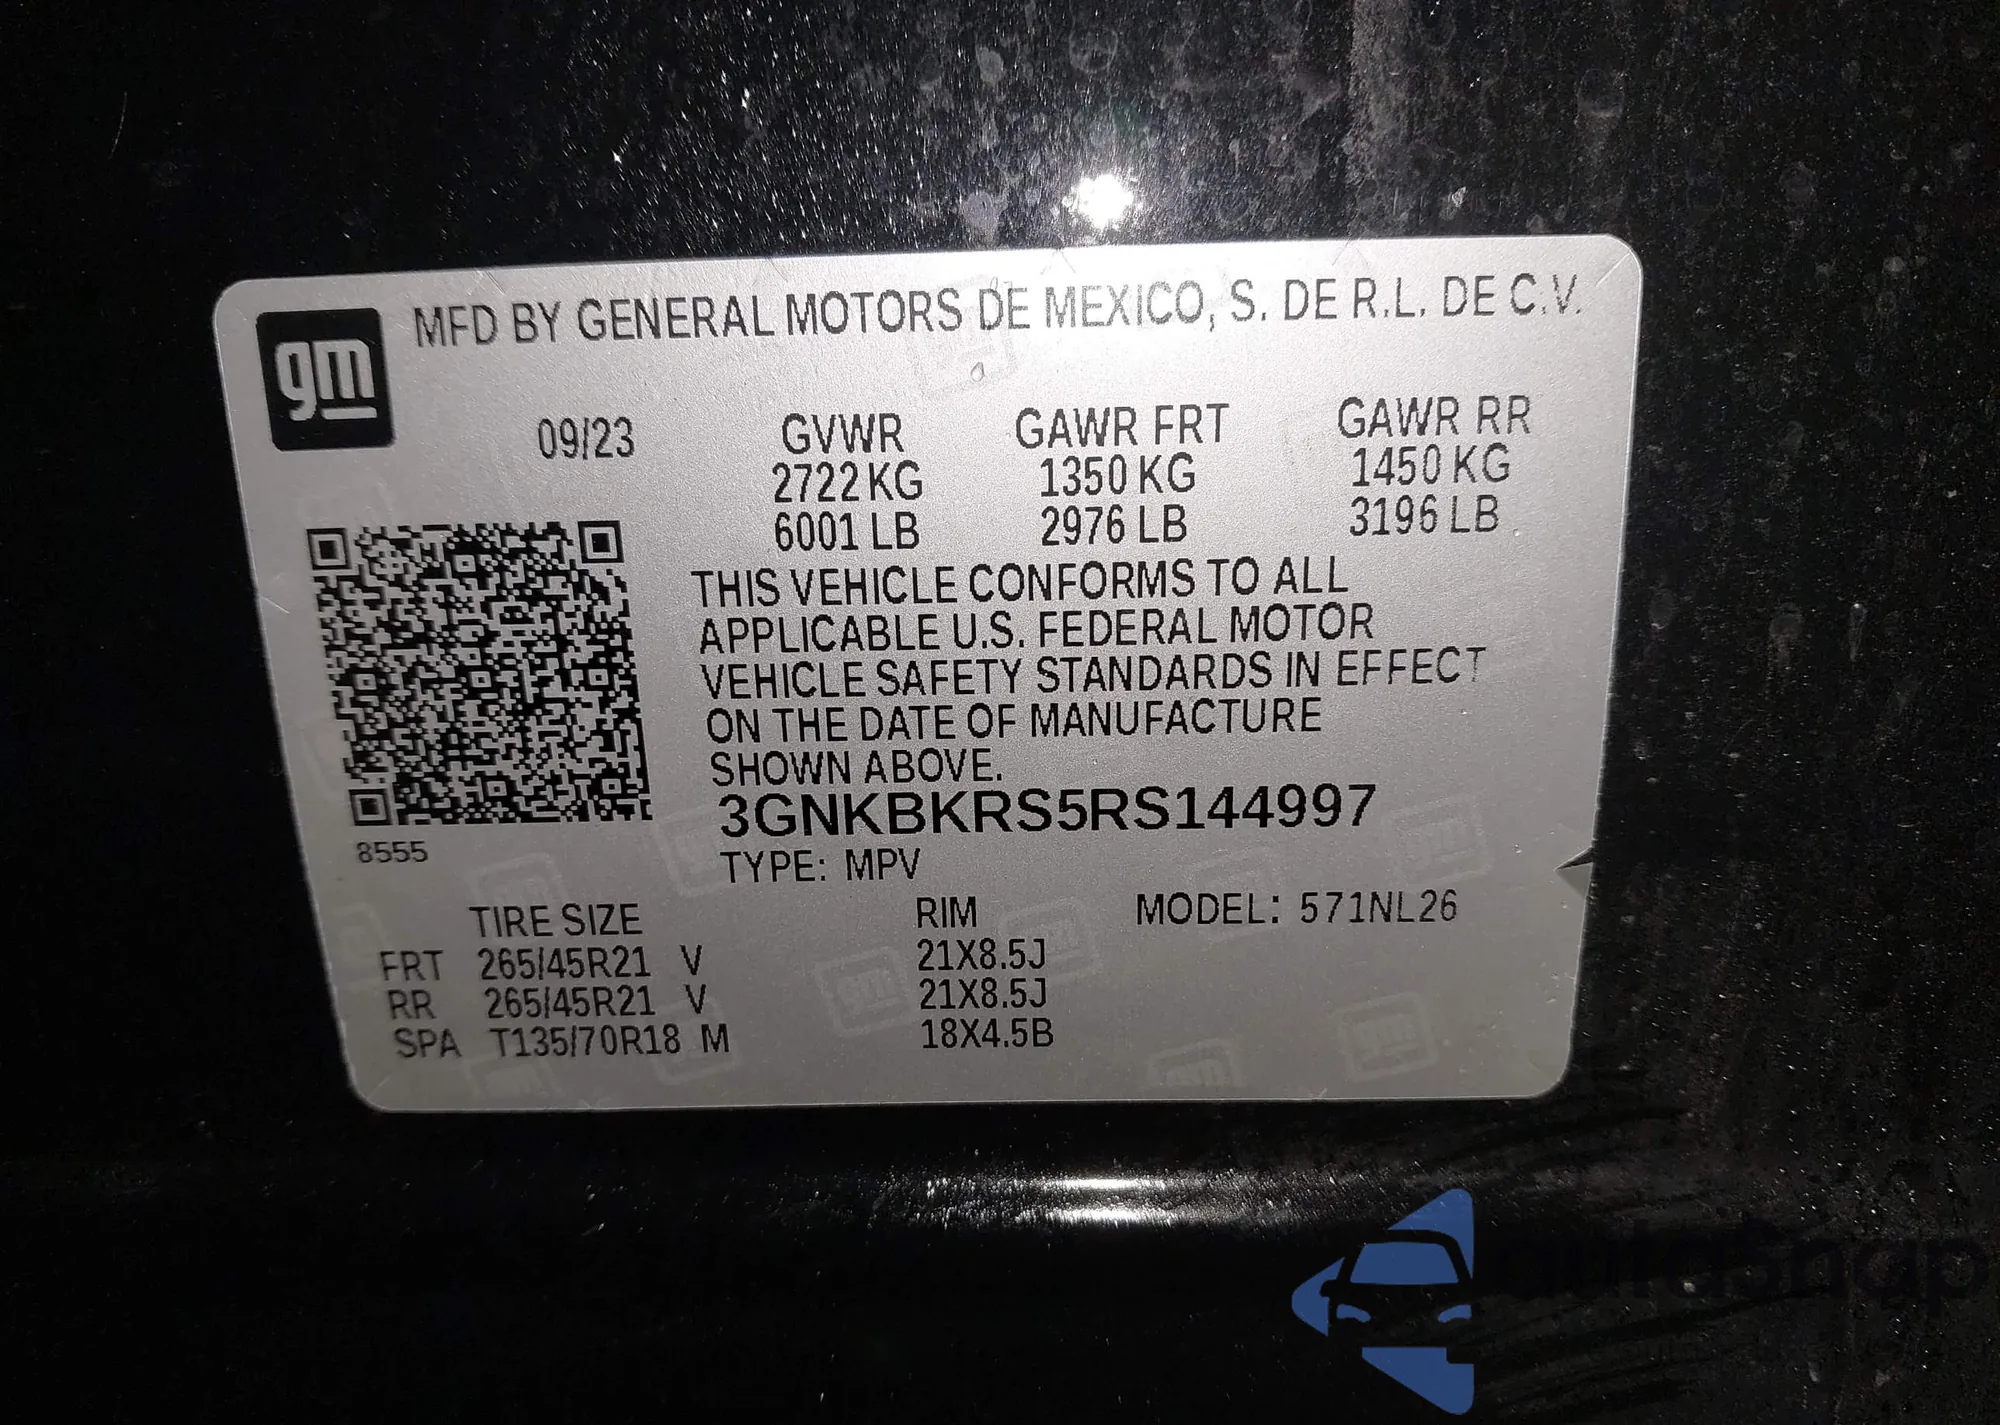 gm
MFD BY GENERAL MOTORS DE MEXICO, S. DE R.L. DE C.V.
09/23 GVWR GAWR FRT GAWR RR
2722 KG 1350 KG 1450 KG
6001 LB 2976 LB 3196 LB
THIS VEHICLE CONFORMS TO ALL
APPLICABLE U.S. FEDERAL MOTOR
VEHICLE SAFETY STANDARDS IN EFFECT
ON THE DATE OF MANUFACTURE
SHOWN ABOVE.
3GNKBKRS5RS144997
8555
TYPE: MPV
TIRE SIZE RIM MODEL: 571NL26
FRT 265/45R21 V 21X8.5J
RR 265/45R21 V 21X8.5J
SPA T135/70R18 M 18X4.5B
autoSnap